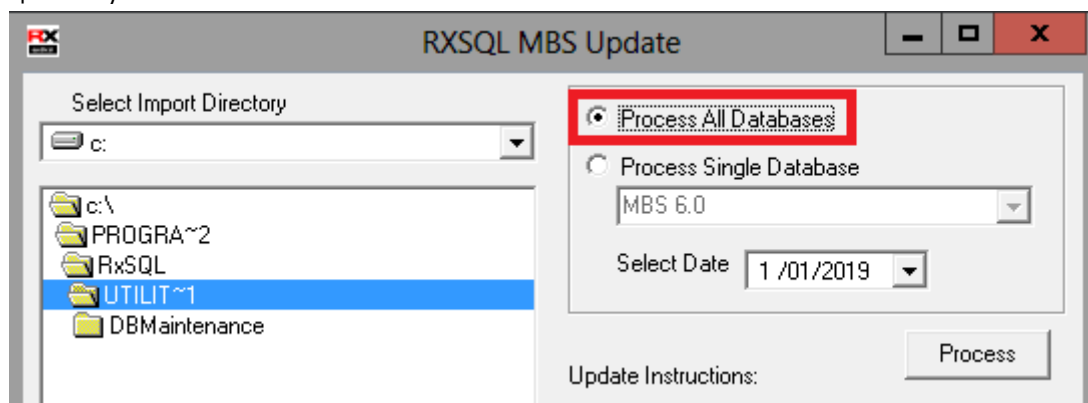 RX
RXSQL MBS Update
Select Import Directory
c:
c:\
PROGRA~2
RxSQL
UTILIT~1
DBMaintenance
Process All Databases
Process Single Database
MBS 6.0
Select Date 1 /01/2019
Process
Update Instructions: